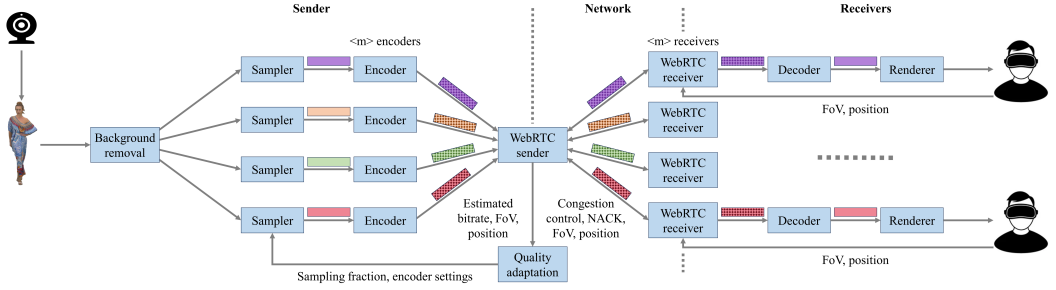 Sender
Network
Receivers
<m> encoders
<m> receivers
Sampler
Encoder
WebRTC
receiver
Decoder
Renderer
FoV, position
Sampler
Encoder
WebRTC
receiver
Background
removal
WebRTC
sender
Sampler
Encoder
WebRTC
receiver
Sampler
Encoder
Estimated
bitrate, FoV,
position
Congestion
control, NACK,
FoV, position
WebRTC
receiver
Decoder
Renderer
FoV, position
Quality
adaptation
Sampling fraction, encoder settings